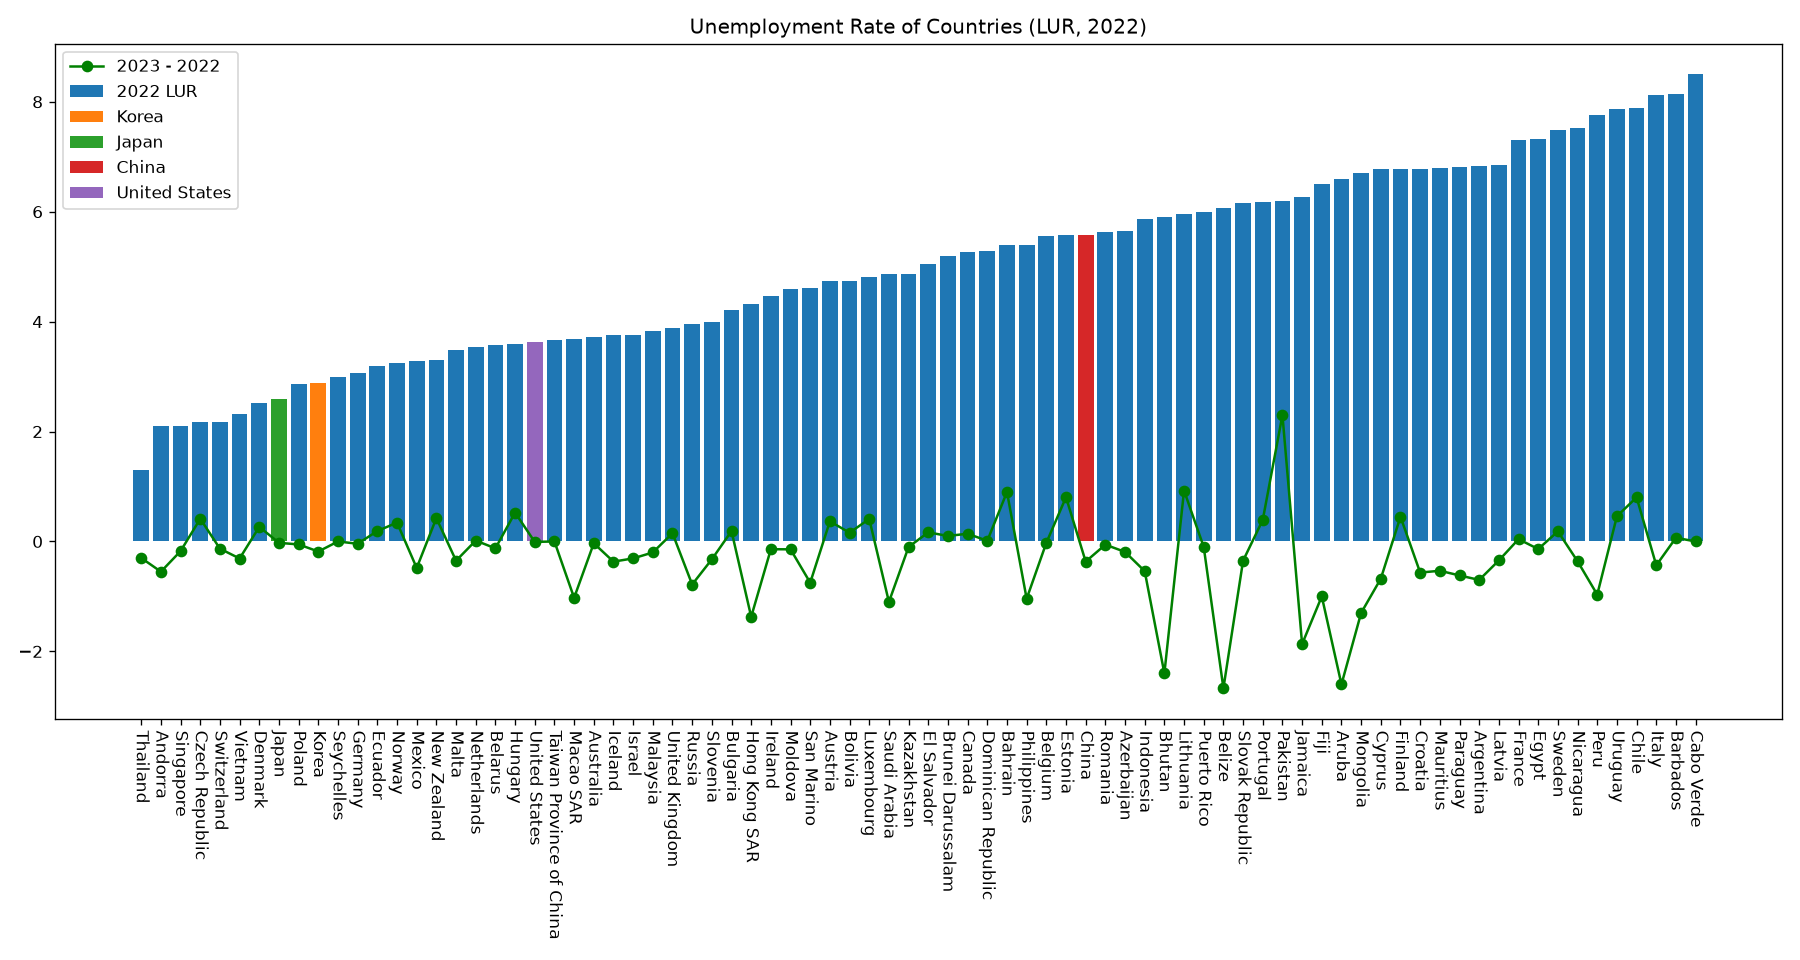 Unemployment Rate of Countries (LUR, 2022)
2023 - 2022
2022 LUR
Korea
Japan
China
United States
8
6
4
2
0
−2
Thailand
Andorra
Singapore
Czech Republic
Switzerland
Vietnam
Denmark
Japan
Poland
Korea
Seychelles
Germany
Ecuador
Norway
Mexico
New Zealand
Malta
Netherlands
Belarus
Hungary
United States
Taiwan Province of China
Macao SAR
Australia
Iceland
Israel
Malaysia
United Kingdom
Russia
Slovenia
Bulgaria
Hong Kong SAR
Ireland
Moldova
San Marino
Austria
Bolivia
Luxembourg
Saudi Arabia
Kazakhstan
El Salvador
Brunei Darussalam
Canada
Dominican Republic
Bahrain
Philippines
Belgium
Estonia
China
Romania
Azerbaijan
Indonesia
Bhutan
Lithuania
Puerto Rico
Belize
Slovak Republic
Portugal
Pakistan
Jamaica
Fiji
Aruba
Mongolia
Cyprus
Finland
Croatia
Mauritius
Paraguay
Argentina
Latvia
France
Egypt
Sweden
Nicaragua
Peru
Uruguay
Chile
Italy
Barbados
Cabo Verde